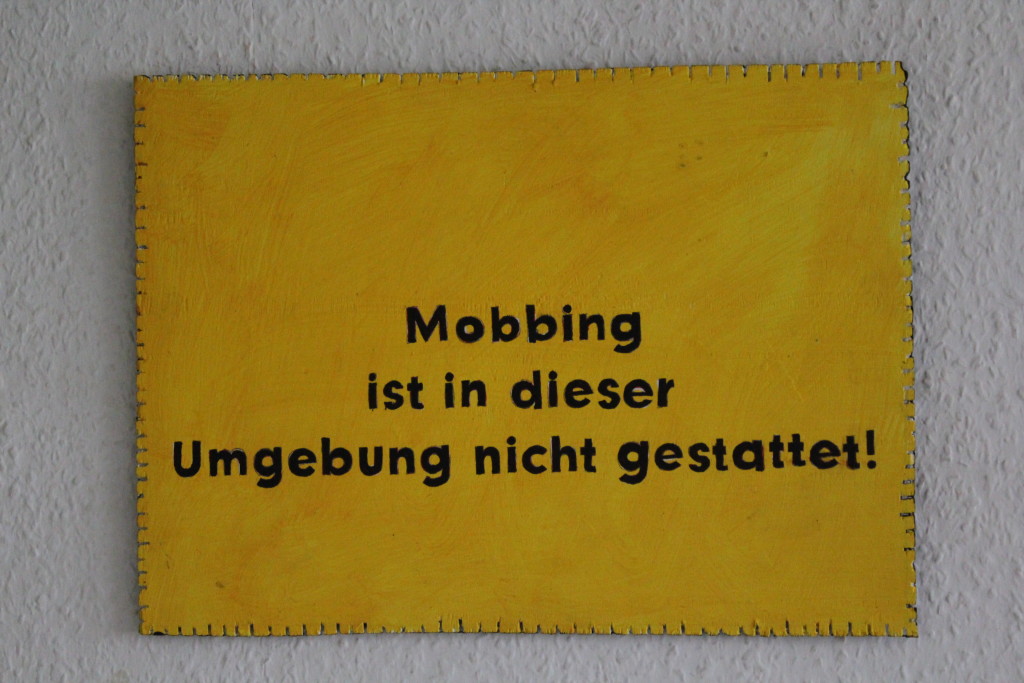 Mobbing
ist in dieser
Umgebung nicht gestattet!